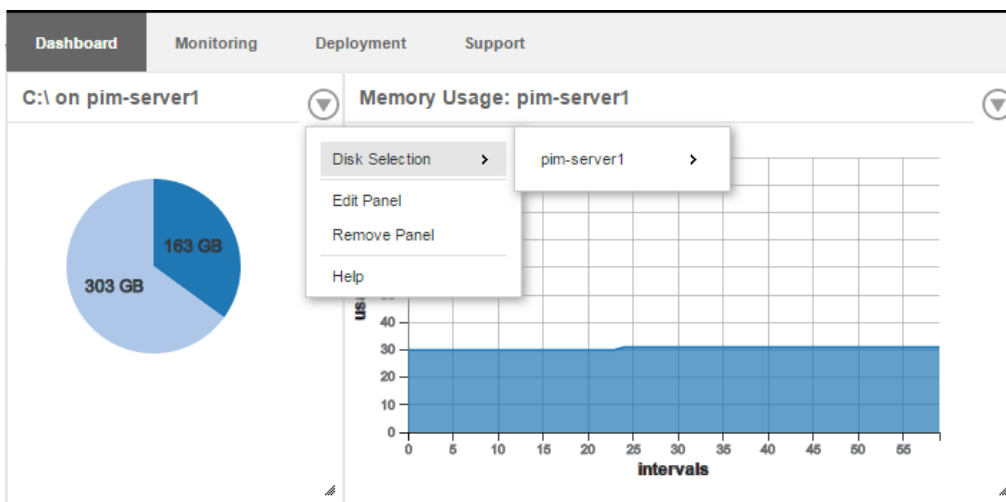 Dashboard Monitoring Deployment Support
C:\ on pim-server1
Memory Usage: pim-server1
Disk Selection
pim-server1
Edit Panel
Remove Panel
Help
163 GB
303 GB
40
30
20
10
0
0 5 10 15 20 25 30 35 40 45 50 55
intervals